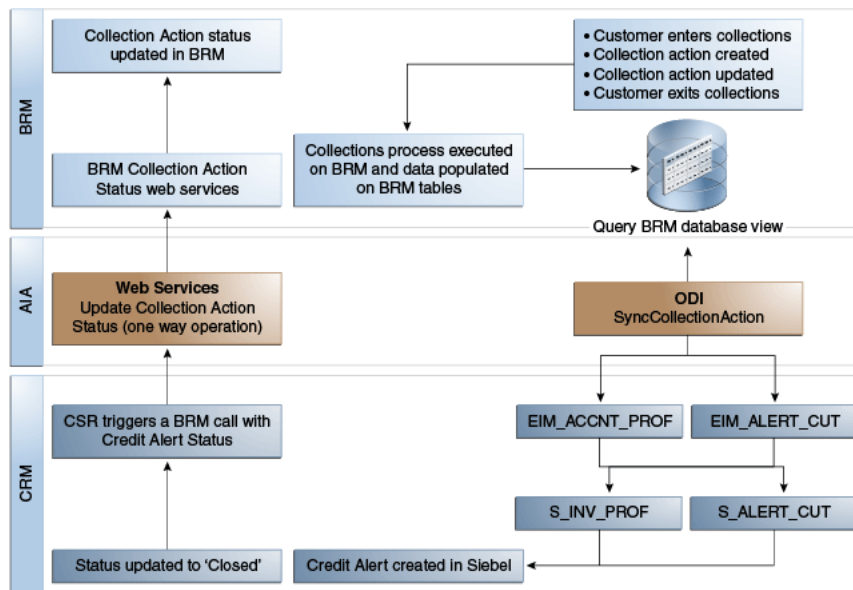 BRM
Collection Action status
updated in BRM
• Customer enters collections
• Collection action created
• Collection action updated
• Customer exits collections
BRM Collection Action
Status web services
Collections process executed
on BRM and data populated
on BRM tables
Query BRM database view
AIA
Web Services
Update Collection Action
Status (one way operation)
ODI
SyncCollectionAction
CRM
CSR triggers a BRM call with
Credit Alert Status
EIM_ACCNT_PROF
EIM_ALERT_CUT
S_INV_PROF
S_ALERT_CUT
Status updated to ‘Closed’
Credit Alert created in Siebel